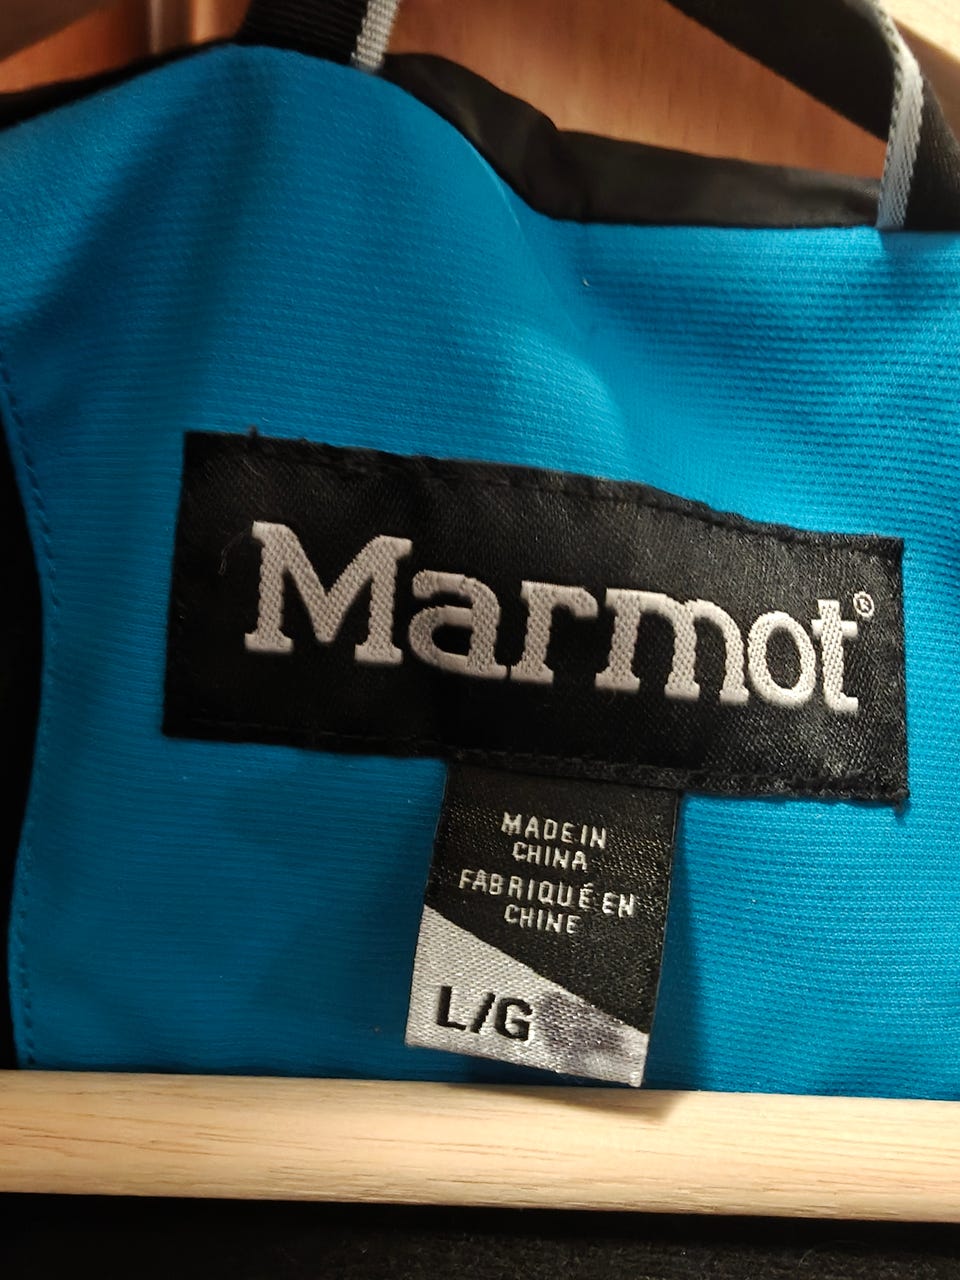 Marmot®
MADE IN
CHINA
FABRIQUÉ EN
CHINE
L/G